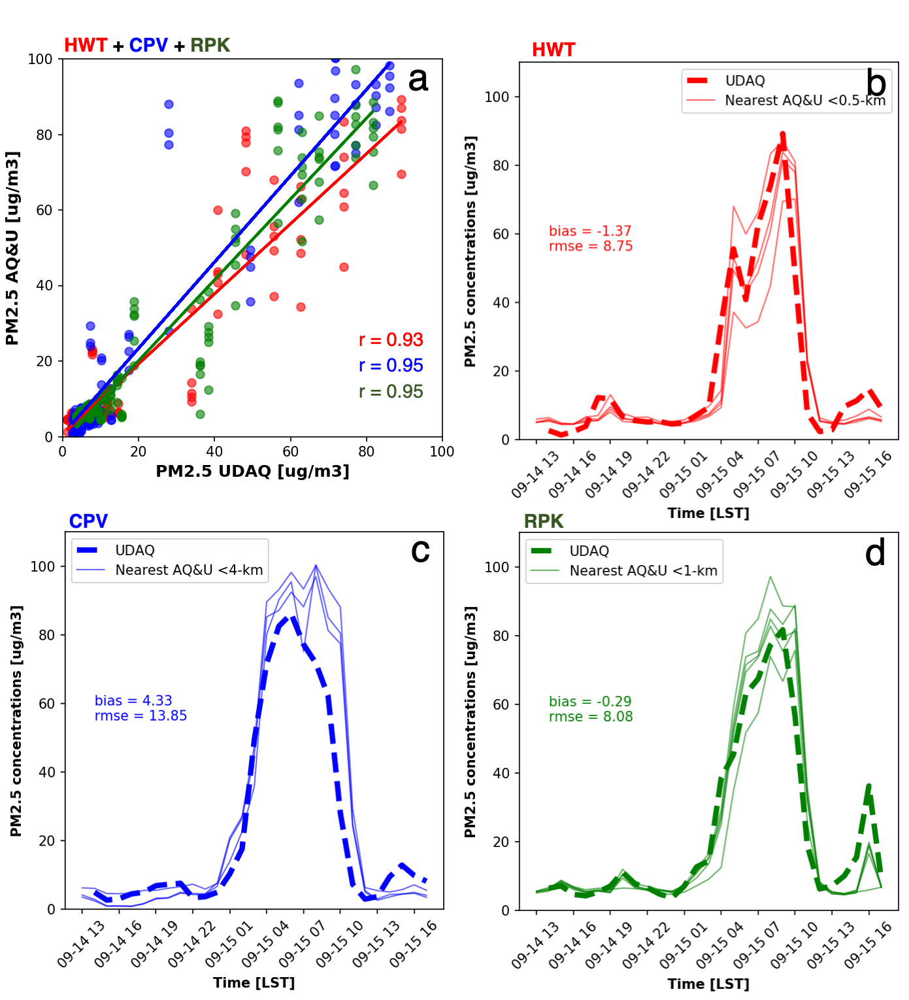 HWT + CPV + RPK
a
100
80
60
40
20
0
PM2.5 AQ&U [ug/m3]
r = 0.93
r = 0.95
r = 0.95
0 20 40 60 80 100
PM2.5 UDAQ [ug/m3]
HWT
b
UDAQ
Nearest AQ&U <0.5-km
100
80
60
40
20
0
PM2.5 concentrations [ug/m3]
bias = -1.37
rmse = 8.75
09-14 13
09-14 16
09-14 19
09-14 22
09-15 01
09-15 04
09-15 07
09-15 10
09-15 13
09-15 16
Time [LST]
CPV
c
UDAQ
Nearest AQ&U <4-km
100
80
60
40
20
0
PM2.5 concentrations [ug/m3]
bias = 4.33
rmse = 13.85
09-14 13
09-14 16
09-14 19
09-14 22
09-15 01
09-15 04
09-15 07
09-15 10
09-15 13
09-15 16
Time [LST]
RPK
d
UDAQ
Nearest AQ&U <1-km
100
80
60
40
20
0
PM2.5 concentrations [ug/m3]
bias = -0.29
rmse = 8.08
09-14 13
09-14 16
09-14 19
09-14 22
09-15 01
09-15 04
09-15 07
09-15 10
09-15 13
09-15 16
Time [LST]